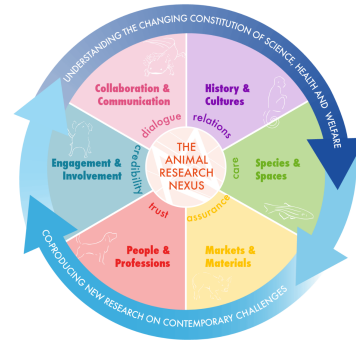 UNDERSTANDING THE CHANGING CONSTITUTION OF SCIENCE, HEALTH AND WELFARE
Collaboration &
Communication
History &
Cultures
dialogue
relations
Engagement &
Involvement
credibility
THE
ANIMAL
RESEARCH
NEXUS
care
Species &
Spaces
trust
assurance
People &
Professions
Markets &
Materials
CO-PRODUCING NEW RESEARCH ON CONTEMPORARY CHALLENGES